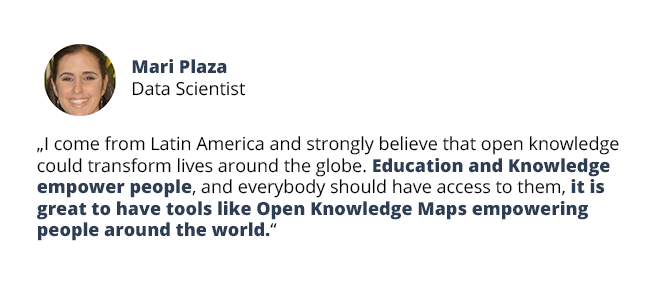 Mari Plaza
Data Scientist
„I come from Latin America and strongly believe that open knowledge
could transform lives around the globe. Education and Knowledge
empower people, and everybody should have access to them, it is
great to have tools like Open Knowledge Maps empowering
people around the world.“